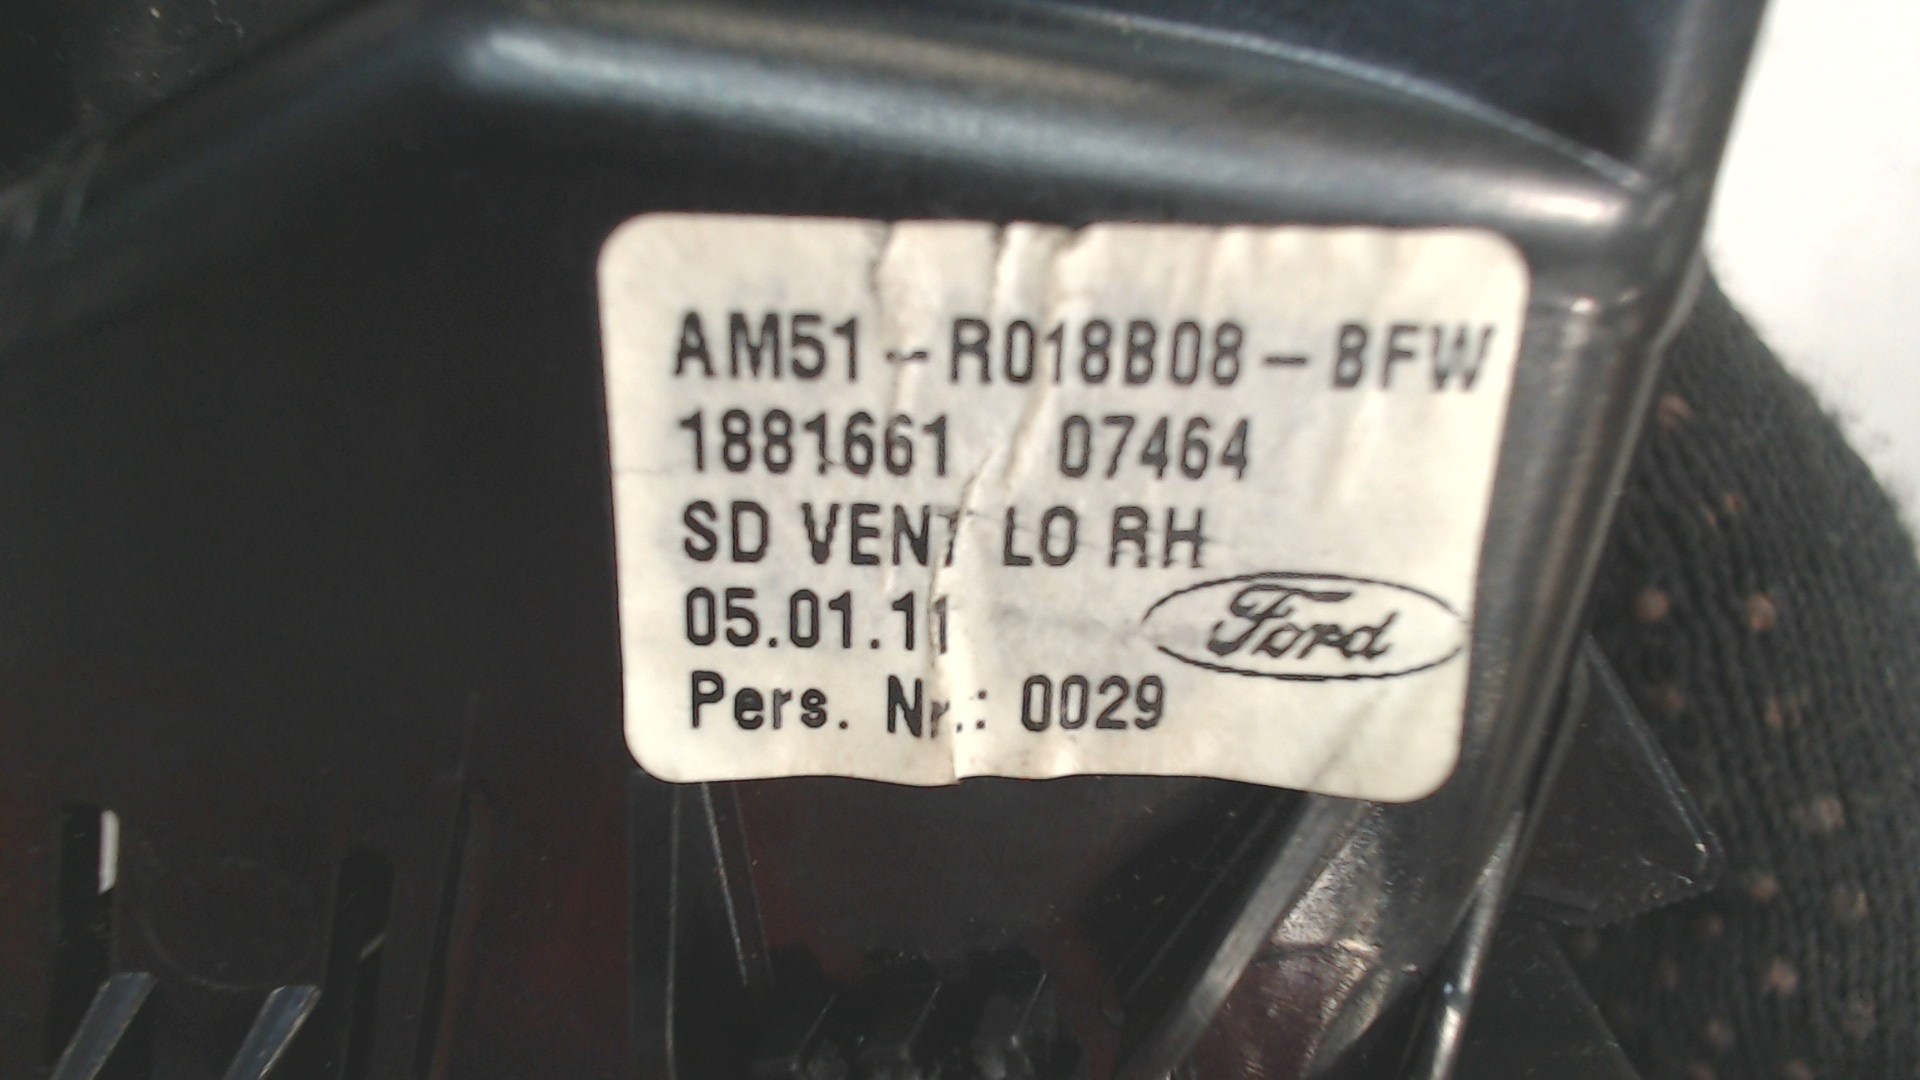 AM51-R018B08-BFW
1881661 07464
SD VENT LO RH
05.01.11
Ford
Pers. Nr.: 0029